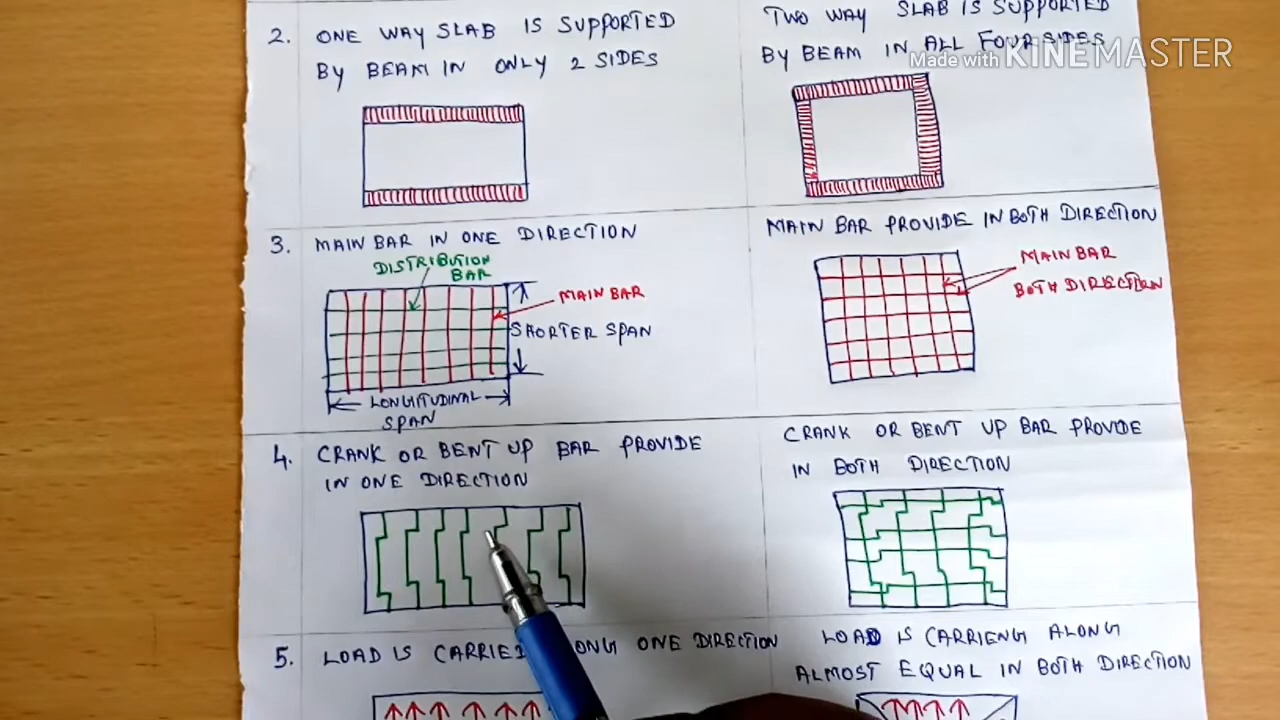 2. ONE WAY SLAB IS SUPPORTED
BY BEAM IN ONLY 2 SIDES
TWO WAY SLAB IS SUPPORTED
BY BEAM IN ALL FOUR SIDES
Made with KINEMASTER
3. MAIN BAR IN ONE DIRECTION
DISTRIBUTION
BAR
MAIN BAR
SHORTER SPAN
LONGITUDINAL
SPAN
MAIN BAR PROVIDE IN BOTH DIRECTION
MAIN BAR
BOTH DIRECTION
4. CRANK OR BENT UP BAR PROVIDE
IN ONE DIRECTION
CRANK OR BENT UP BAR PROVIDE
IN BOTH DIRECTION
5. LOAD IS CARRIED ONG ONE DIRECTION
LOAD IS CARRIENG ALONG
ALMOST EQUAL IN BOTH DIRECTION